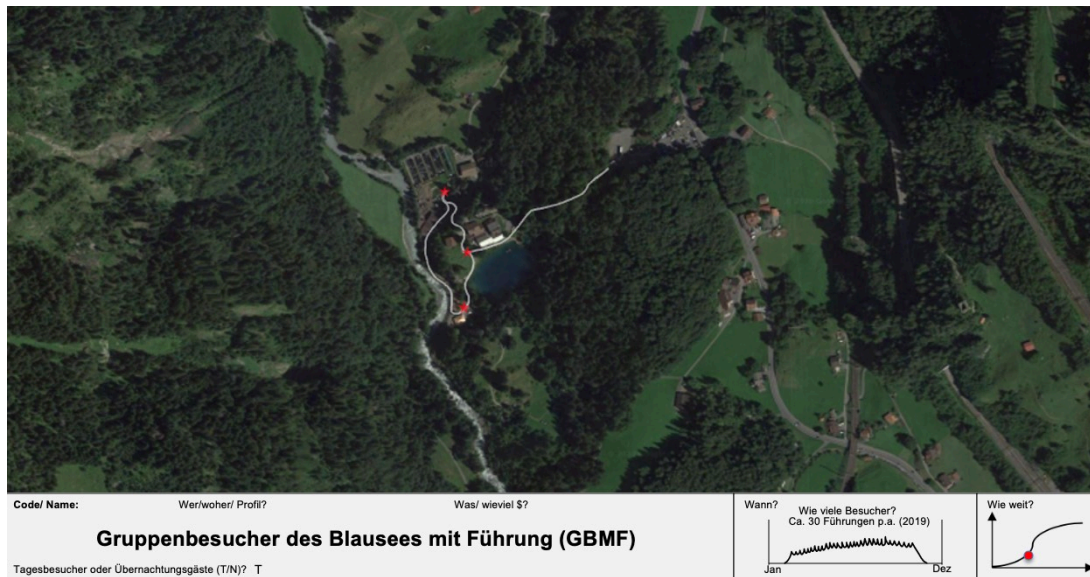 Code/ Name: Wer/woher/ Profil? Was/ wieviel $? Wann? Wie weit?
Wie viele Besucher?
Ca. 30 Führungen p.a. (2019)
Gruppenbesucher des Blausees mit Führung (GBMF)
Tagesbesucher oder Übernachtungsgäste (T/N)? T
Jan Dez